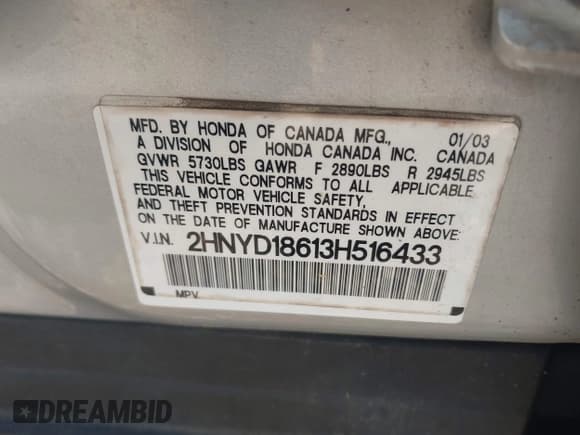 MFD. BY HONDA OF CANADA MFG., 01/03
A DIVISION OF HONDA CANADA INC. CANADA
GVWR 5730LBS GAWR F 2890LBS R 2945LBS
THIS VEHICLE CONFORMS TO ALL APPLICABLE
FEDERAL MOTOR VEHICLE SAFETY,
AND THEFT PREVENTION STANDARDS IN EFFECT
ON THE DATE OF MANUFACTURE SHOWN ABOVE:
V.I.N. 2HNYD18613H516433
MPV
DREAMBID